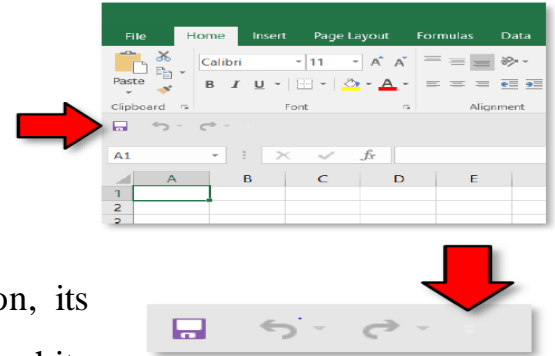 File Home Insert Page Layout Formulas Data
Calibri 11 A A
Paste B I U A
Clipboard Font Alignment
A1 fx
A B C D E
1
2
3
on, its